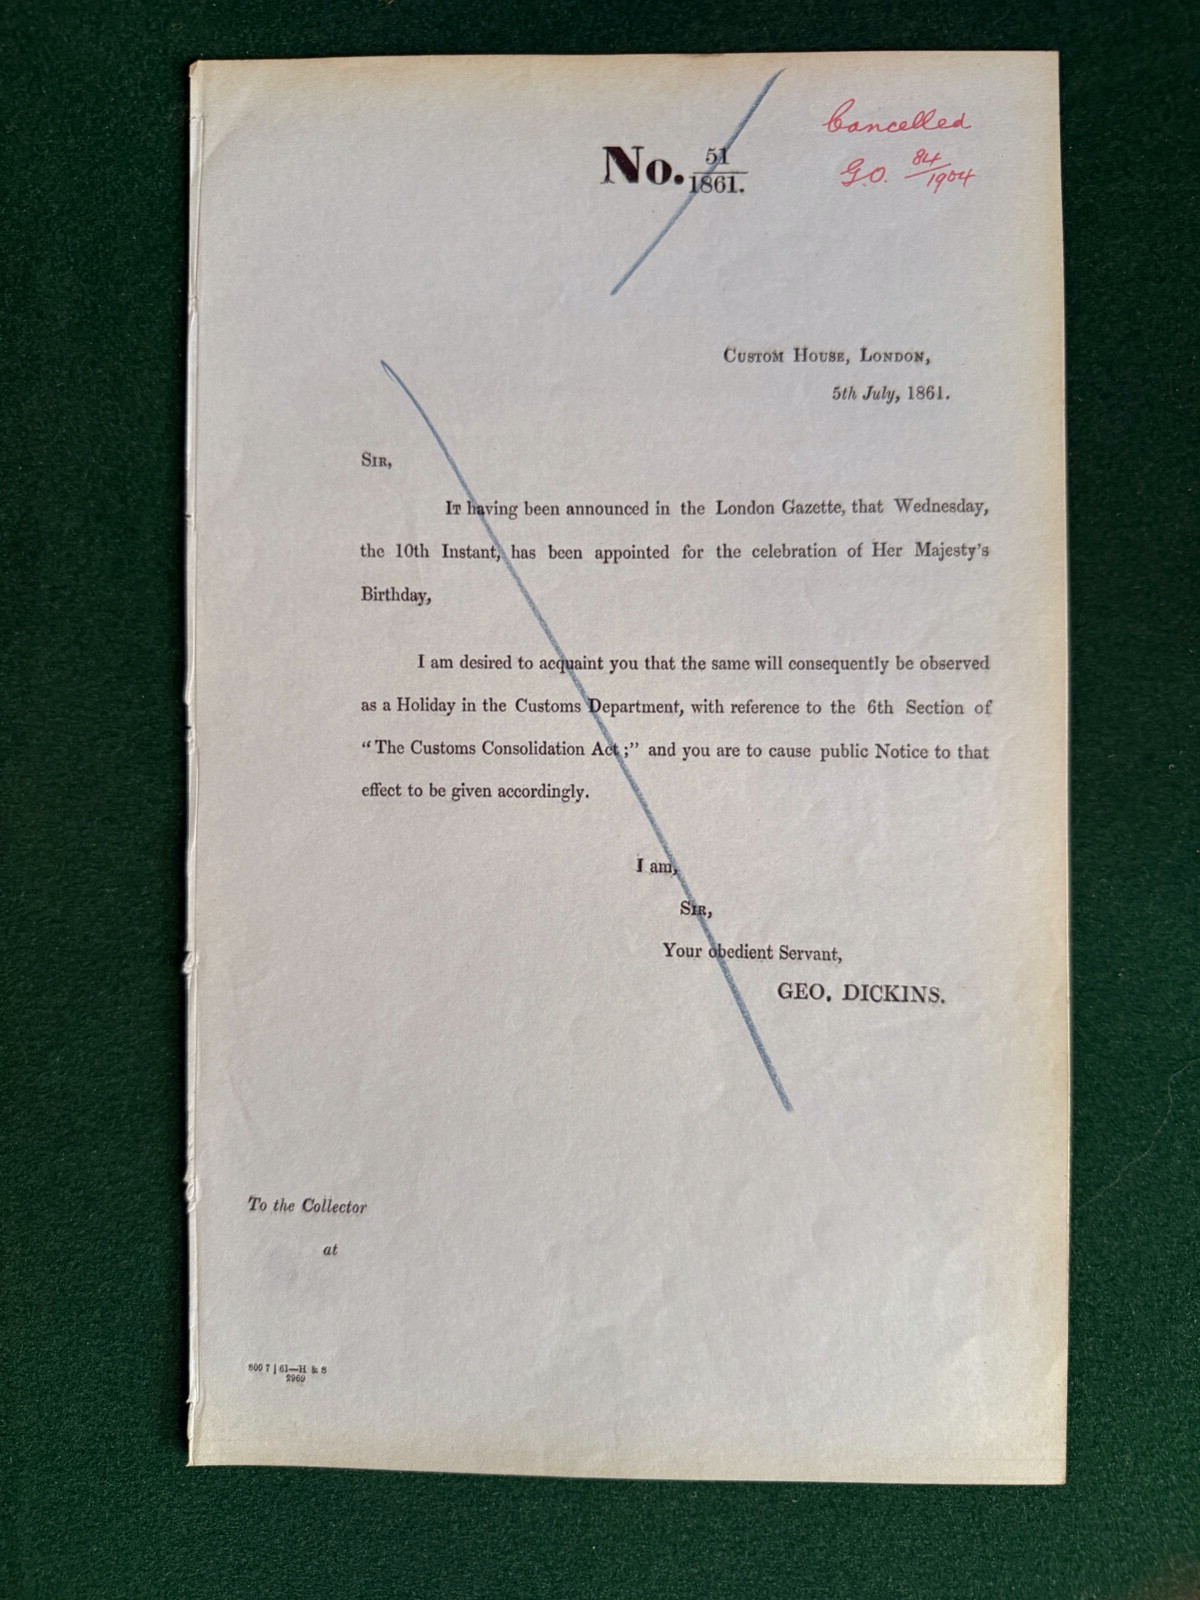 Cancelled
G.O. 84/1904
No. 51/1861.
Custom House, London,
5th July, 1861.
Sir,
It having been announced in the London Gazette, that Wednesday,
the 10th Instant, has been appointed for the celebration of Her Majesty's
Birthday,
I am desired to acquaint you that the same will consequently be observed
as a Holiday in the Customs Department, with reference to the 6th Section of
"The Customs Consolidation Act;" and you are to cause public Notice to that
effect to be given accordingly.
I am,
Sir,
Your obedient Servant,
GEO. DICKINS.
To the Collector
at
800 7 | 61—H & S
2969